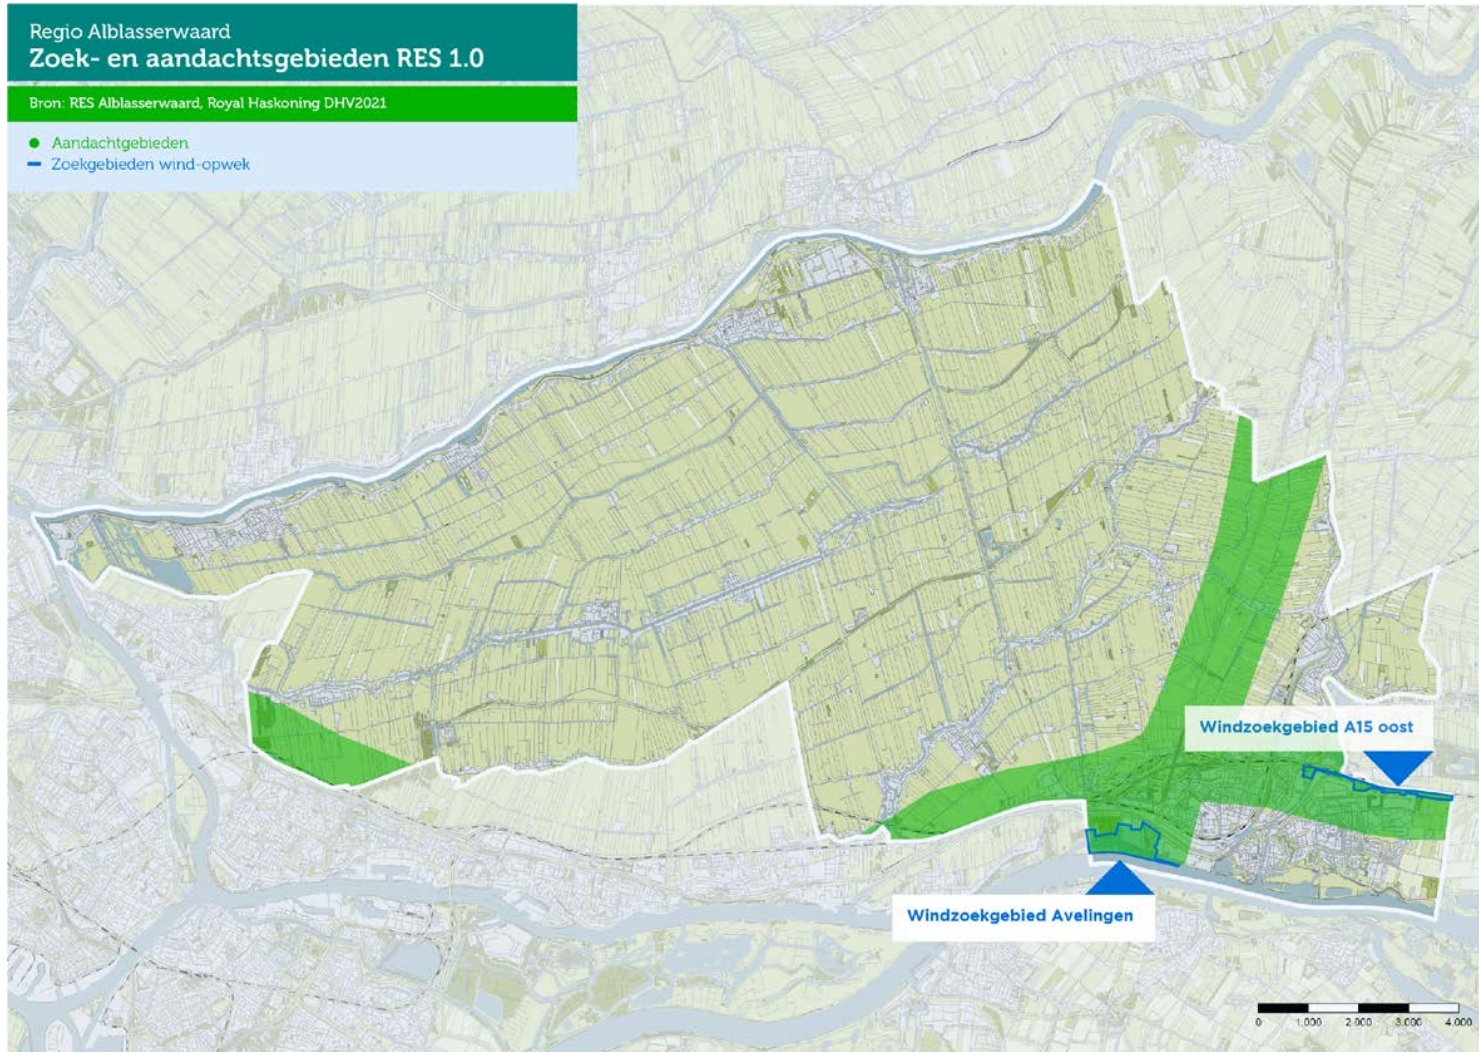 Regio Alblasserwaard
Zoek- en aandachtsgebieden RES 1.0
Bron: RES Alblasserwaard, Royal Haskoning DHV2021
Aandachtgebieden
Zoekgebieden wind-opwek
Windzoekgebied A15 oost
Windzoekgebied Avelingen
0 1.000 2.000 3.000 4.000